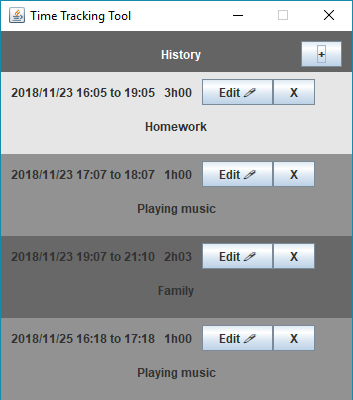 Time Tracking Tool
History +
2018/11/23 16:05 to 19:05 3h00 Edit X
Homework
2018/11/23 17:07 to 18:07 1h00 Edit X
Playing music
2018/11/23 19:07 to 21:10 2h03 Edit X
Family
2018/11/25 16:18 to 17:18 1h00 Edit X
Playing music